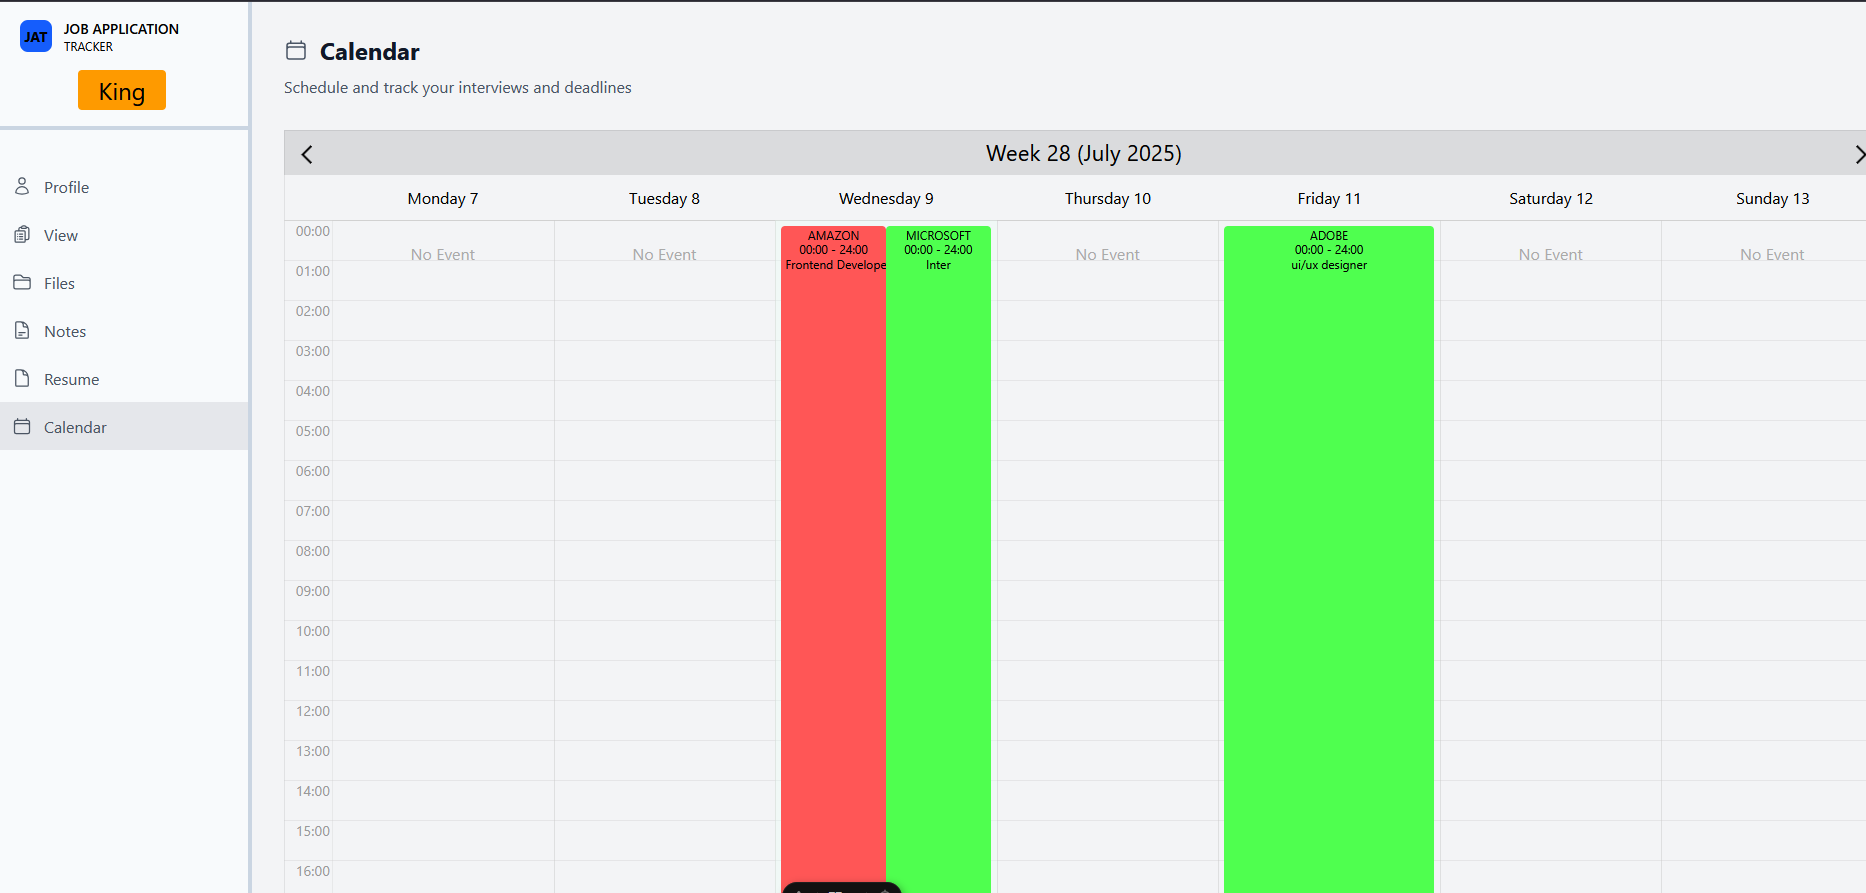 JAT
JOB APPLICATION
TRACKER
King
Profile
View
Files
Notes
Resume
Calendar
Calendar
Schedule and track your interviews and deadlines
Week 28 (July 2025)
Monday 7
Tuesday 8
Wednesday 9
Thursday 10
Friday 11
Saturday 12
Sunday 13
00:00
01:00
02:00
03:00
04:00
05:00
06:00
07:00
08:00
09:00
10:00
11:00
12:00
13:00
14:00
15:00
16:00
No Event
No Event
AMAZON
00:00 - 24:00
Frontend Develope
MICROSOFT
00:00 - 24:00
Inter
No Event
ADOBE
00:00 - 24:00
ui/ux designer
No Event
No Event